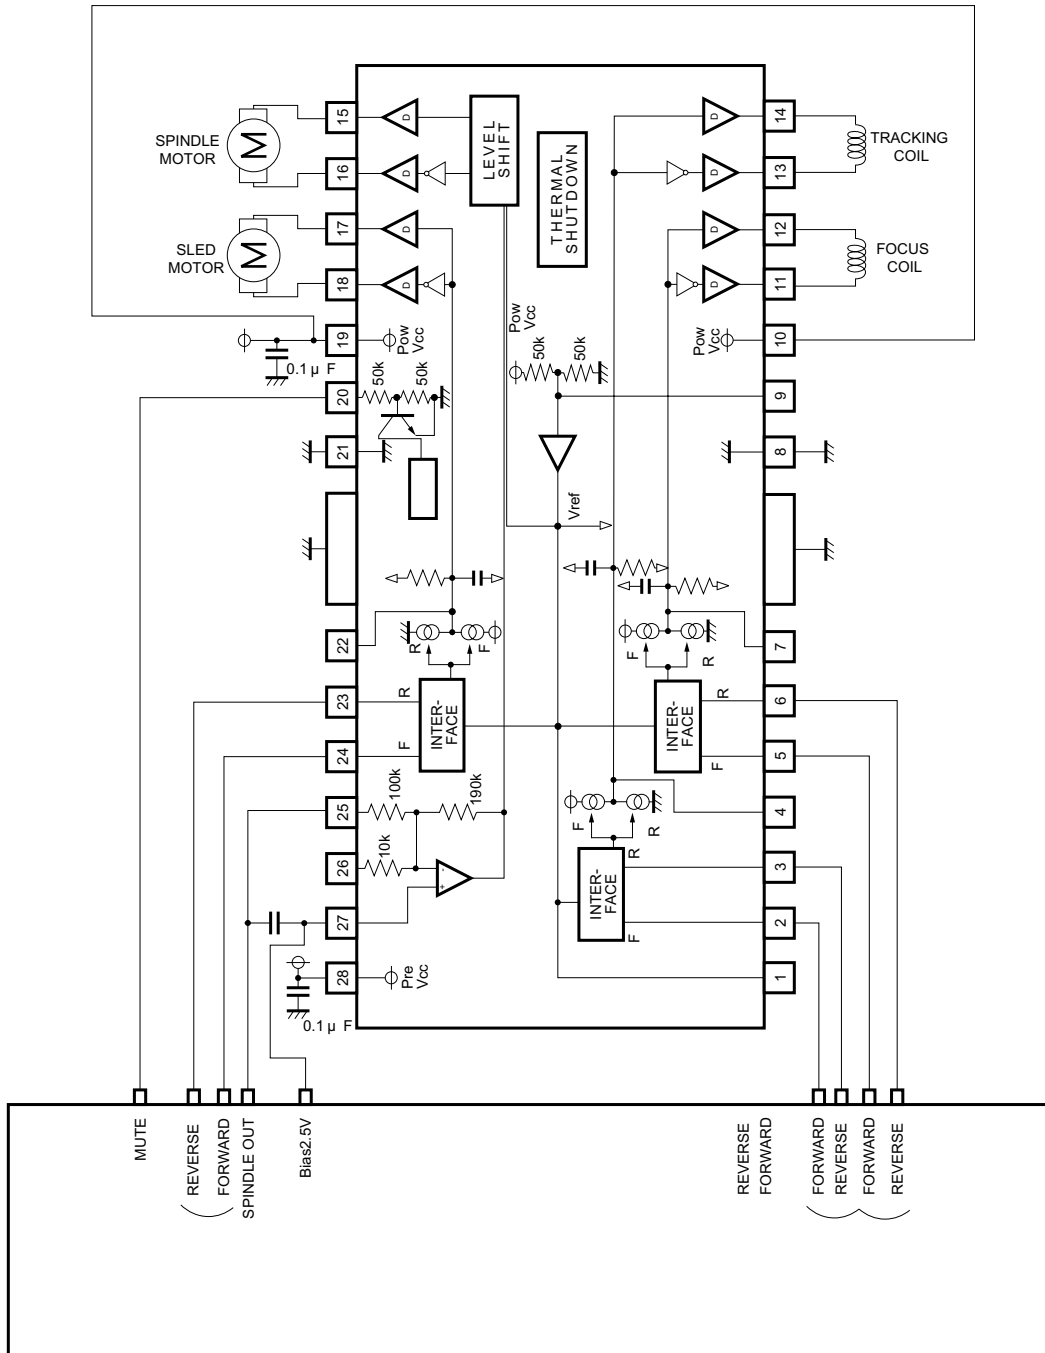 SPINDLE
MOTOR
SLED
MOTOR
15
16
17
18
19
20
21
22
23
24
25
26
27
28
D
D
D
D
LEVEL
SHIFT
THERMAL
SHUTDOWN
D
D
D
D
14
13
12
11
10
9
8
7
6
5
4
3
2
1
TRACKING
COIL
FOCUS
COIL
0.1 µ F
Pow
Vcc
50k
50k
Pow
Vcc
50k
50k
Pow
Vcc
Vref
R
F
R
F
INTER-
FACE
F
R
R
F
INTER-
FACE
100k
190k
10k
-
+
F
R
R
F
INTER-
FACE
Pre
Vcc
0.1 µ F
MUTE
REVERSE
FORWARD
SPINDLE OUT
Bias2.5V
REVERSE
FORWARD
FORWARD
REVERSE
FORWARD
REVERSE